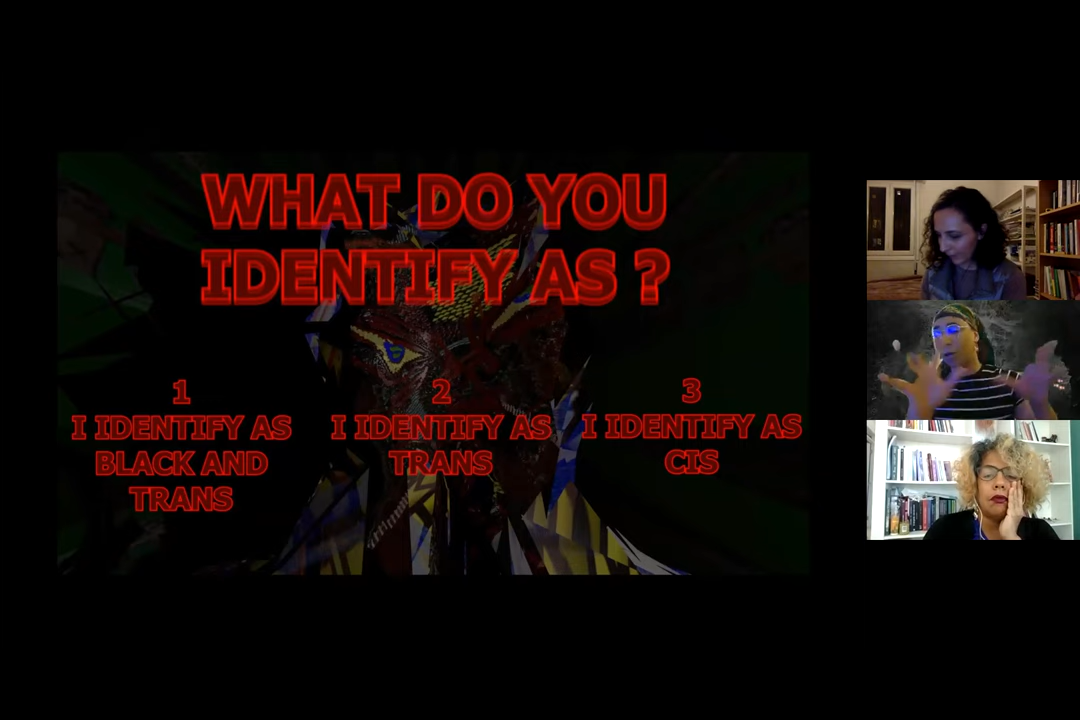 WHAT DO YOU
IDENTIFY AS ?
1
I IDENTIFY AS
BLACK AND
TRANS
2
I IDENTIFY AS
TRANS
3
I IDENTIFY AS
CIS